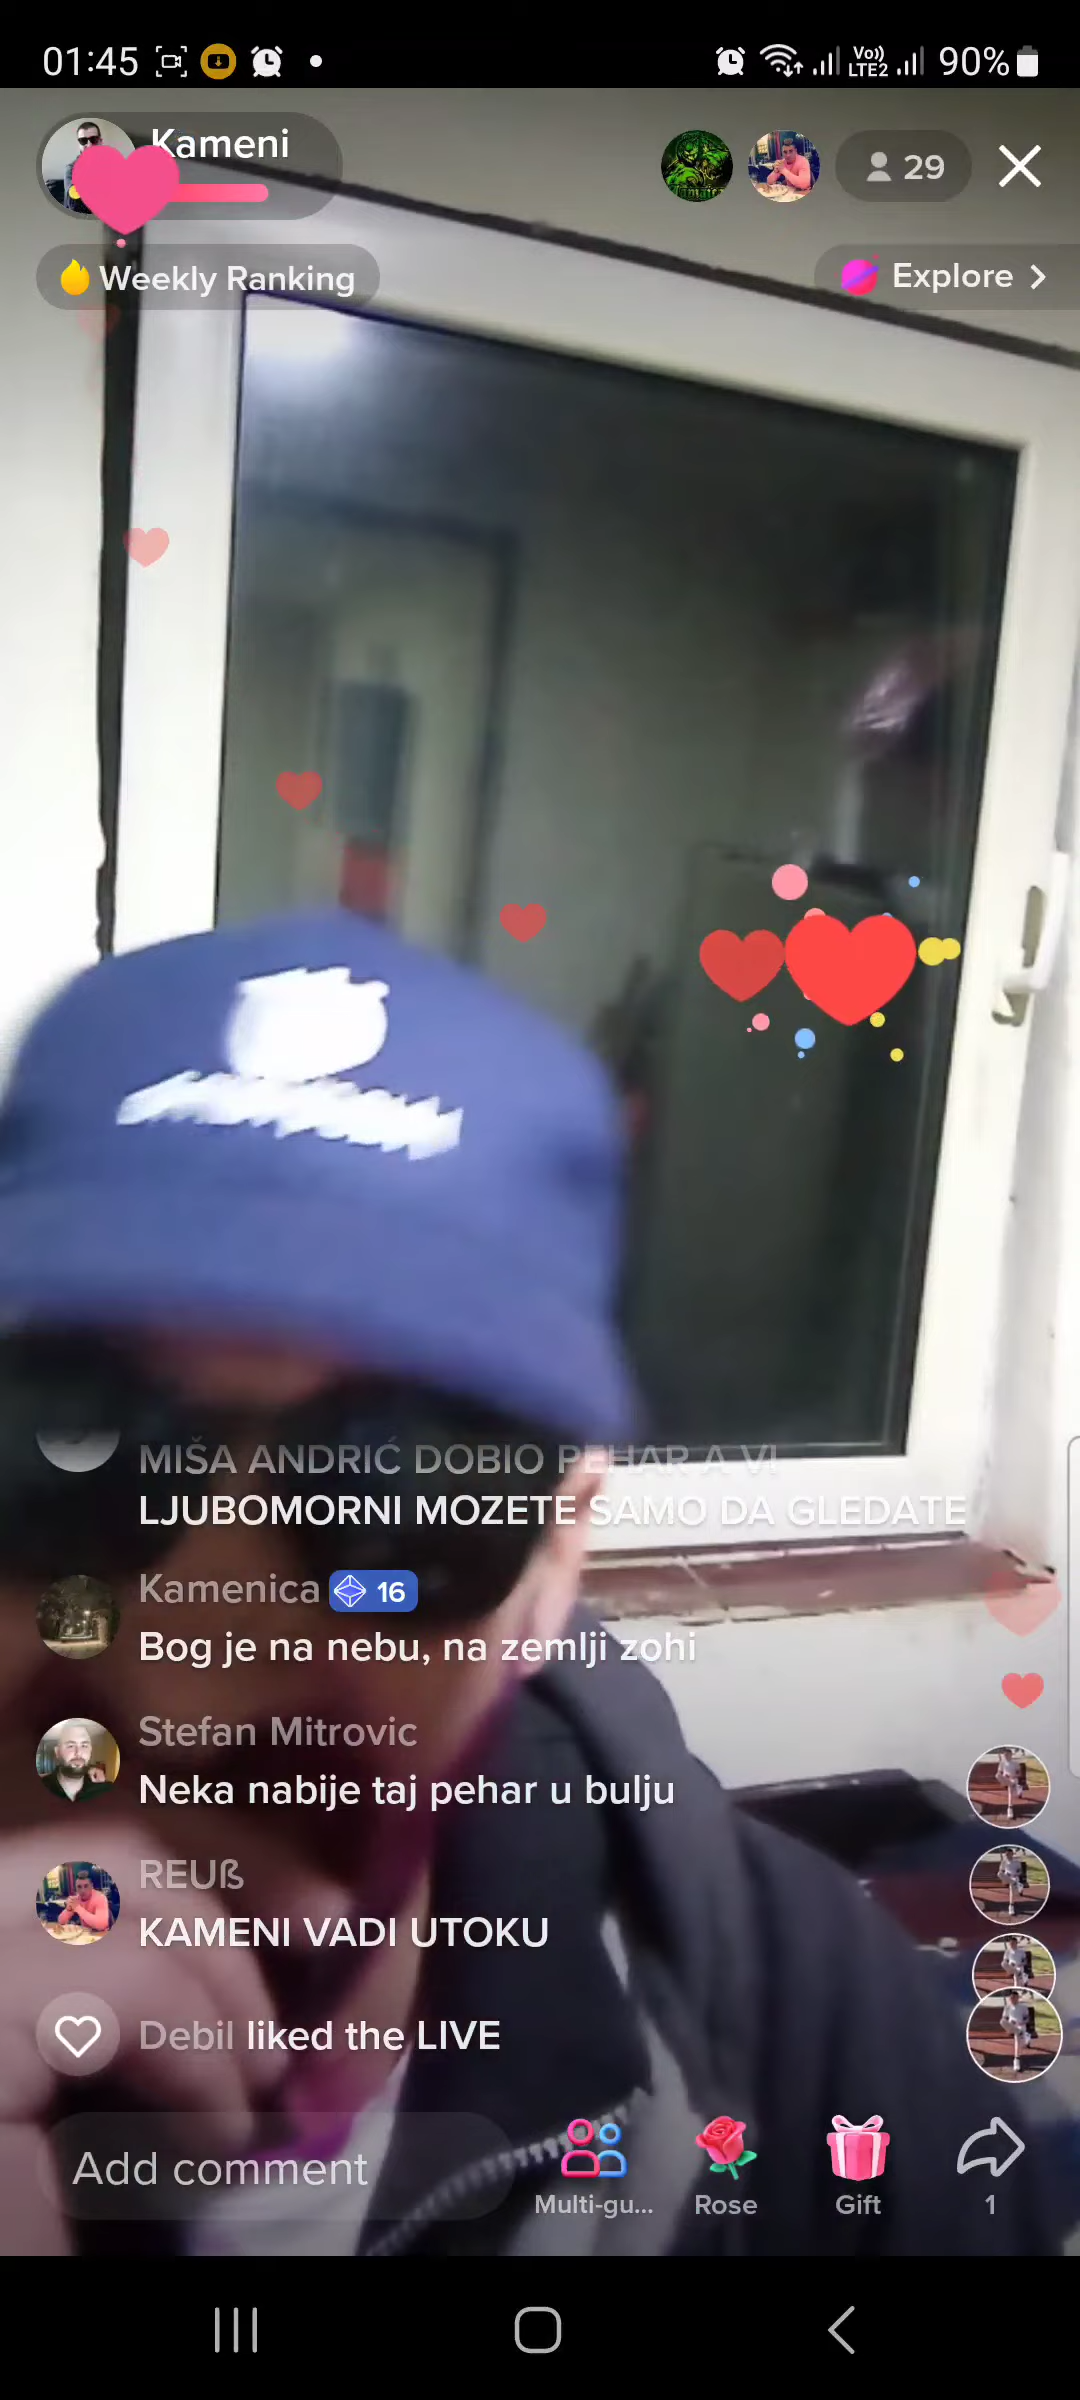 01:45
Vo))
LTE2
90%
Kameni
29
Weekly Ranking
Explore
MIŠA ANDRIĆ DOBIO PEHAR A VI
LJUBOMORNI MOZETE SAMO DA GLEDATE
Kamenica 16
Bog je na nebu, na zemlji zohi
Stefan Mitrovic
Neka nabije taj pehar u bulju
REUß
KAMENI VADI UTOKU
Debil liked the LIVE
Add comment
Multi-gu...
Rose
Gift
1